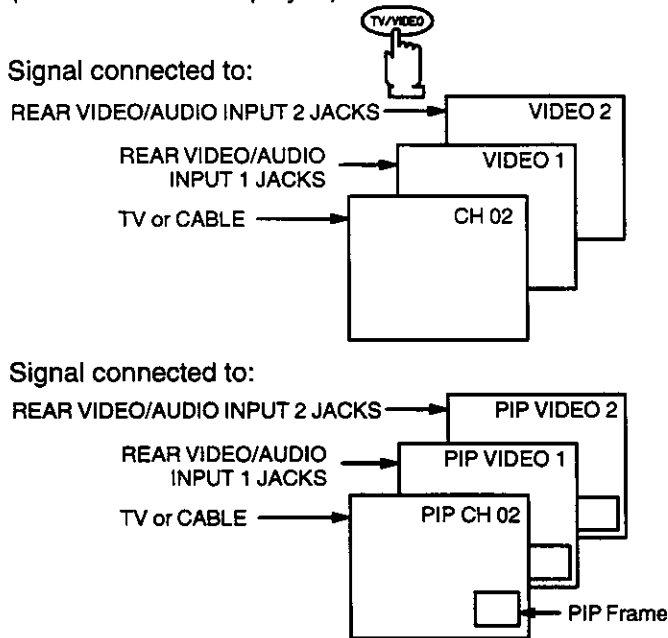 TV/VIDEO
Signal connected to:
REAR VIDEO/AUDIO INPUT 2 JACKS
VIDEO 2
REAR VIDEO/AUDIO
INPUT 1 JACKS
VIDEO 1
TV or CABLE
CH 02
Signal connected to:
REAR VIDEO/AUDIO INPUT 2 JACKS
PIP VIDEO 2
REAR VIDEO/AUDIO
INPUT 1 JACKS
PIP VIDEO 1
TV or CABLE
PIP CH 02
PIP Frame